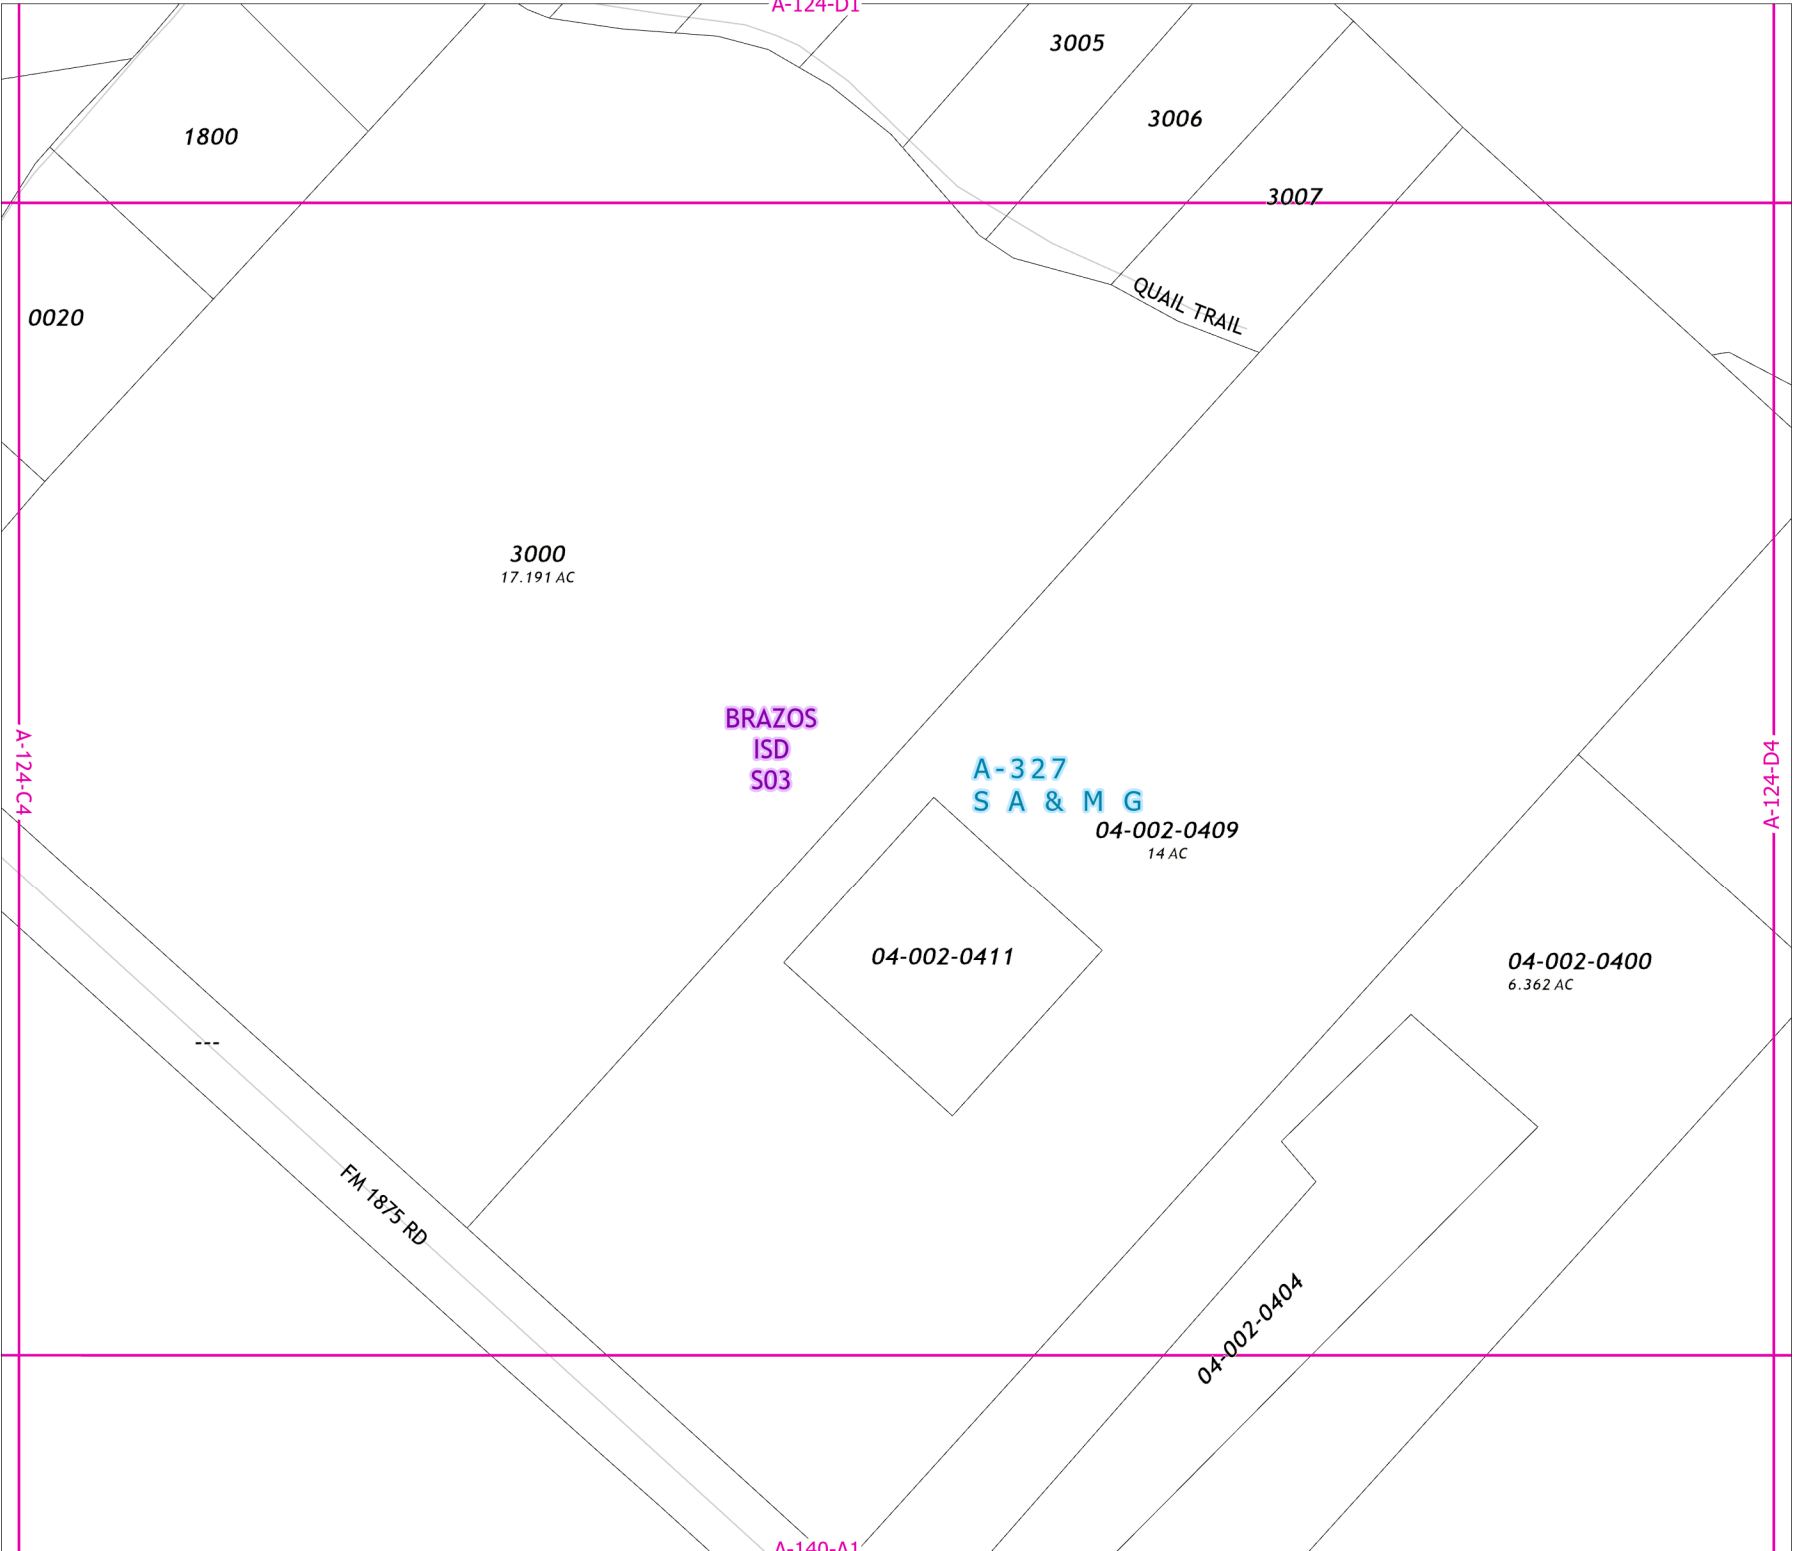 A-124-D1
3005
3006
1800
3007
0020
QUAIL TRAIL
3000
17.191 AC
BRAZOS
ISD
S03
A-327
S A & M G
A-124-C4
A-124-D4
04-002-0409
14 AC
04-002-0411
04-002-0400
6.362 AC
---
FM 1875 RD
04-002-0404
A-140-A1